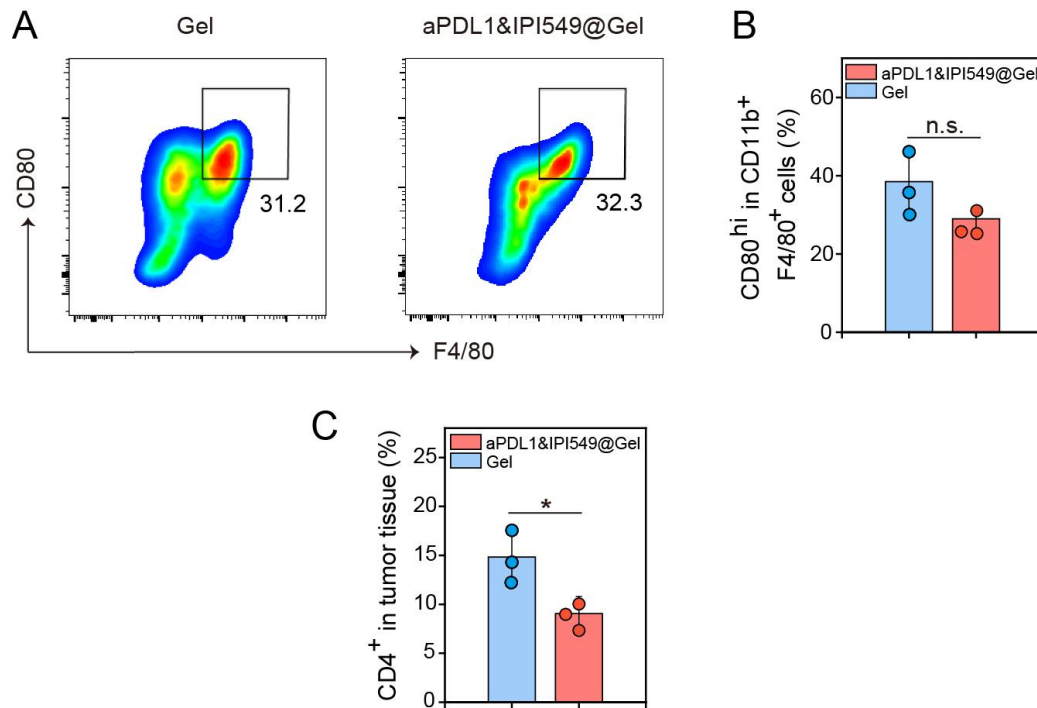 A
Gel
aPDL1&IPI549@Gel
CD80
31.2
32.3
F4/80
B
CD80hi in CD11b+
F4/80+ cells (%)
60
40
20
0
aPDL1&IPI549@Gel
Gel
n.s.
C
CD4+ in tumor tissue (%)
25
20
15
10
5
0
aPDL1&IPI549@Gel
Gel
*